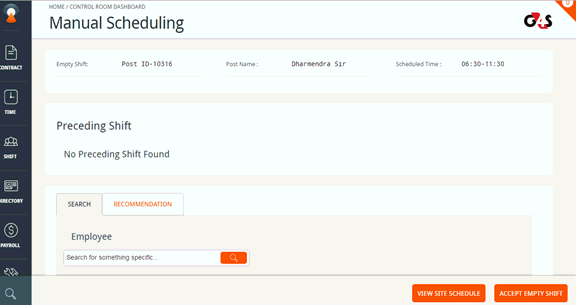 HOME / CONTROL ROOM DASHBOARD
Manual Scheduling
G4S
CONTRACT
TIME
SHIFT
DIRECTORY
PAYROLL
Empty Shift: Post ID-10316 Post Name : Dharmendra Sir Scheduled Time : 06:30-11:30
Preceding Shift
No Preceding Shift Found
SEARCH RECOMMENDATION
Employee
Search for something specific...
VIEW SITE SCHEDULE ACCEPT EMPTY SHIFT